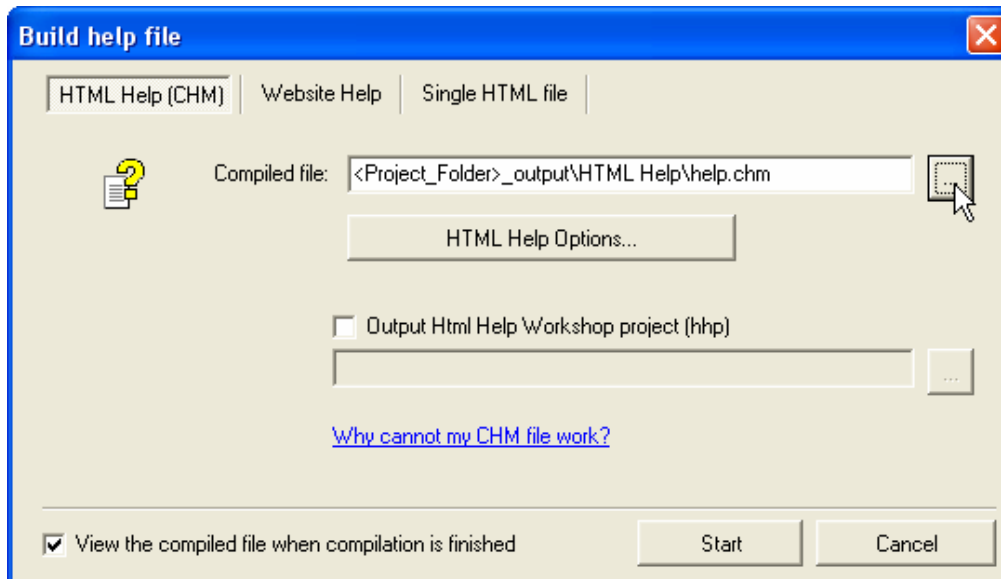 Build help file
HTML Help (CHM) Website Help Single HTML file
Compiled file: <Project_Folder>_output\HTML Help\help.chm ...
HTML Help Options...
Output Html Help Workshop project (hhp)
...
Why cannot my CHM file work?
View the compiled file when compilation is finished Start Cancel